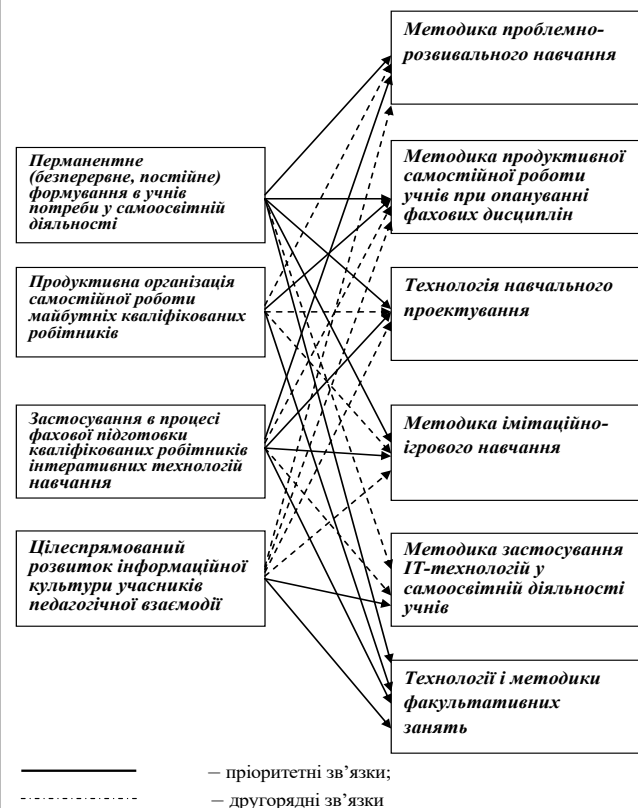 Методика проблемно-
розвивального навчання
Перманентне
(безперервне, постійне)
формування в учнів
потреби у самоосвітній
діяльності
Методика продуктивної
самостійної роботи
учнів при опануванні
фахових дисциплін
Продуктивна організація
самостійної роботи
майбутніх кваліфікованих
робітників
Технологія навчального
проектування
Застосування в процесі
фахової підготовки
кваліфікованих робітників
інтеративних технологій
навчання
Методика імітаційно-
ігрового навчання
Цілеспрямований
розвиток інформаційної
культури учасників
педагогічної взаємодії
Методика застосування
ІТ-технологій у
самоосвітній діяльності
учнів
Технології і методики
факультативних
занять
– пріоритетні зв’язки;
– другорядні зв’язки